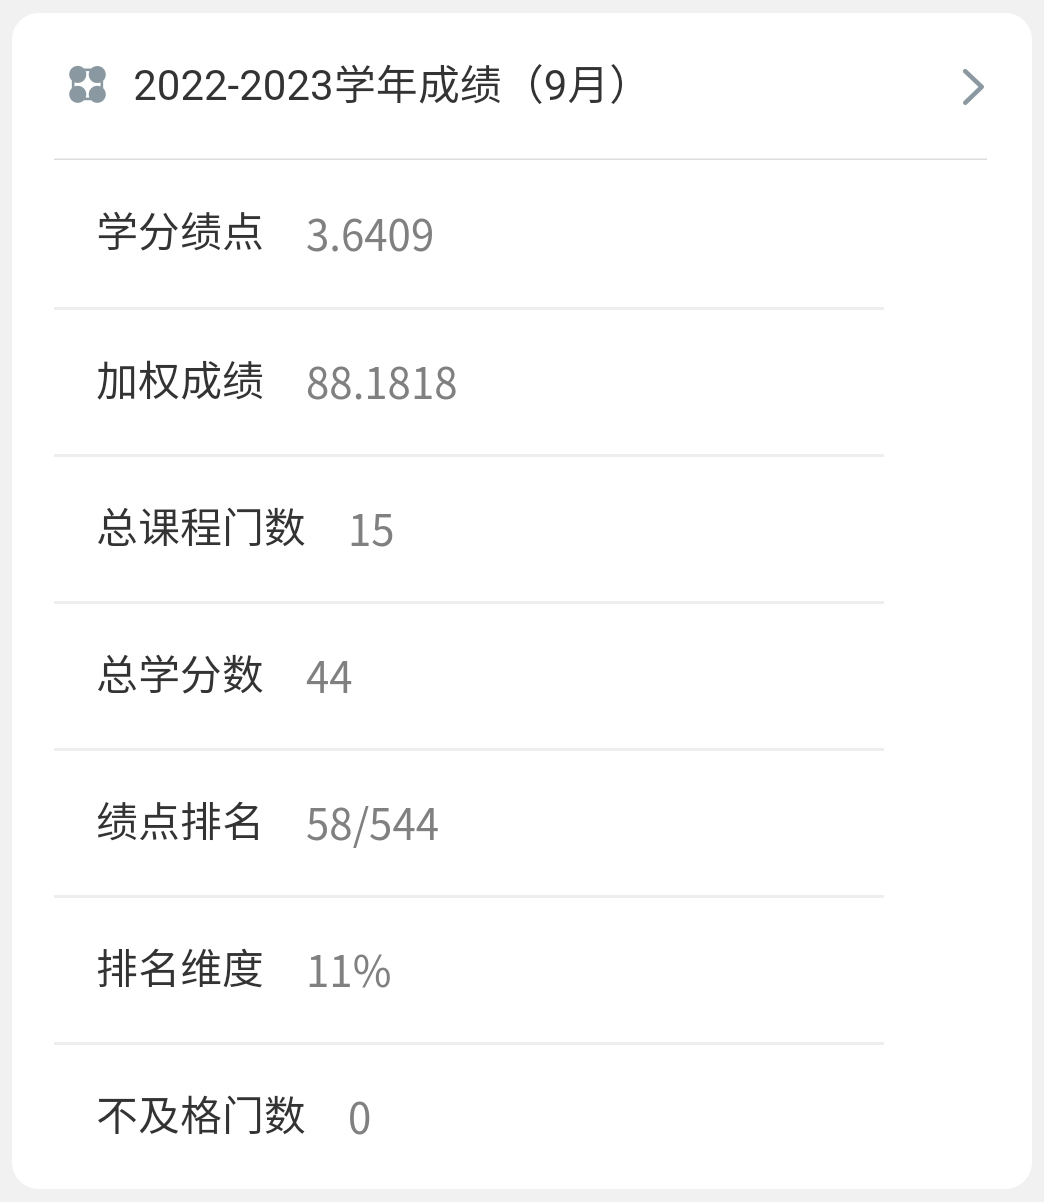 2022-2023学年成绩（9月）
学分绩点 3.6409
加权成绩 88.1818
总课程门数 15
总学分数 44
绩点排名 58/544
排名维度 11%
不及格门数 0